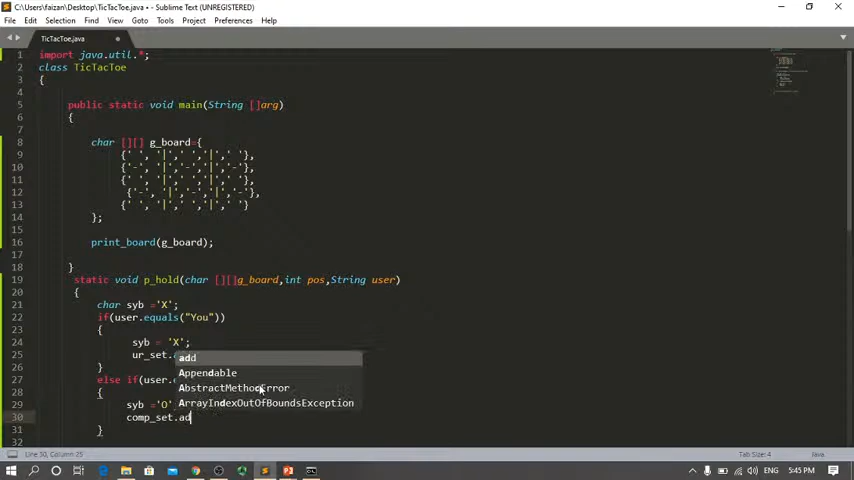 C:\Users\faizan\Desktop\TicTacToe.java • - Sublime Text (UNREGISTERED)
File Edit Selection Find View Goto Tools Project Preferences Help
TicTacToe.java
1 import java.util.*;
2 class TicTacToe
3 {
4
5 public static void main(String []arg)
6 {
7
8 char [][] g_board={
9 {' ', '|',' ','|',' '},
10 {'-', '|','-','|','-'},
11 {' ', '|',' ','|',' '},
12 {'-', '|','-','|','-'},
13 {' ', '|',' ','|',' '}
14 };
15
16 print_board(g_board);
17
18 }
19 static void p_hold(char [][]g_board,int pos,String user)
20 {
21 char syb ='X';
22 if(user.equals("You"))
23 {
24 syb = 'X';
25 ur_set.
26 }
27 else if(user.
28 {
29 syb ='O'
30 comp_set.ad
31 }
32
add
Appendable
AbstractMethodError
ArrayIndexOutOfBoundsException
Line 30, Column 25 Tab Size: 4 Java
ENG 5:45 PM